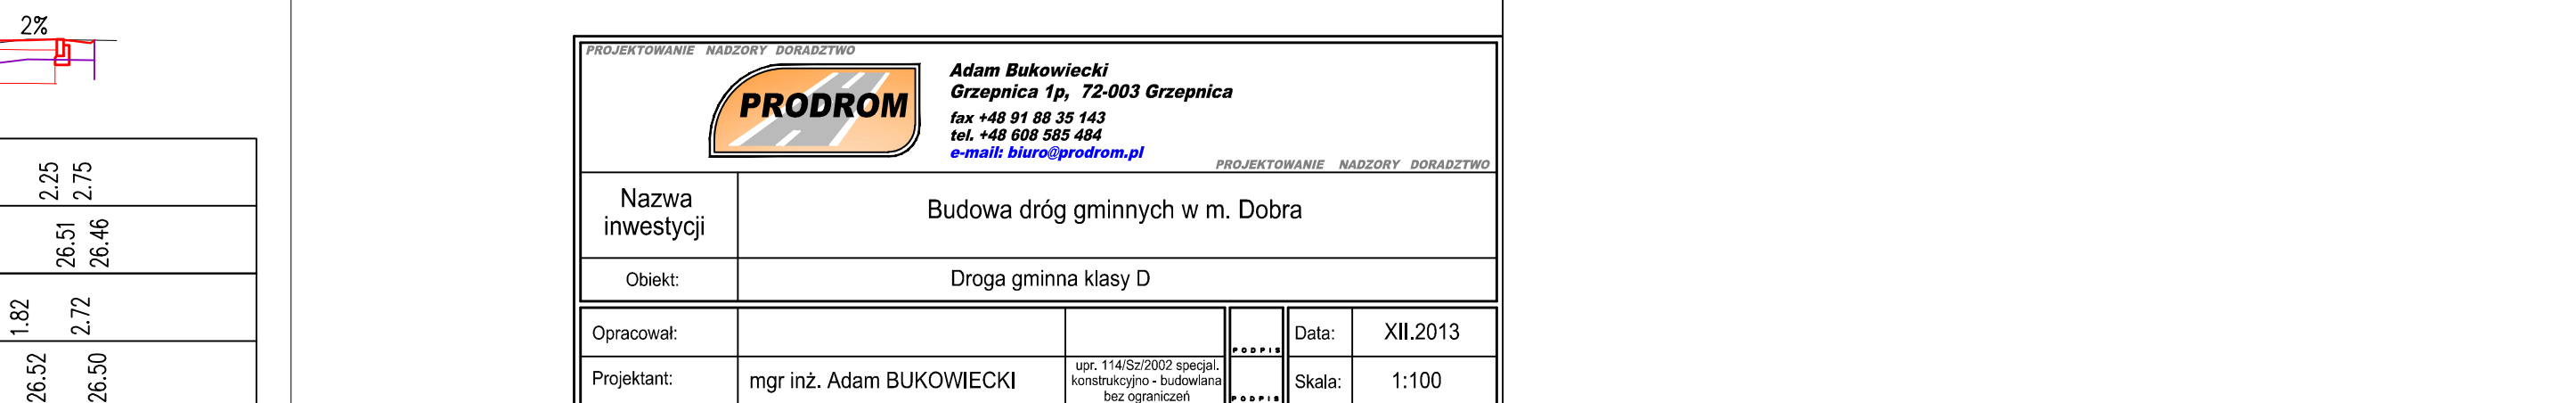 2%
2.25
2.75
26.51
26.46
1.82
2.72
26.52
26.50
PROJEKTOWANIE NADZORY DORADZTWO
PRODROM
Adam Bukowiecki
Grzepnica 1p, 72-003 Grzepnica
fax +48 91 88 35 143
tel. +48 608 585 484
e-mail: biuro@prodrom.pl
PROJEKTOWANIE NADZORY DORADZTWO
Nazwa
inwestycji
Budowa dróg gminnych w m. Dobra
Obiekt:
Droga gminna klasy D
Opracował:
PODPIS
Data:
XII.2013
Projektant:
mgr inż. Adam BUKOWIECKI
upr. 114/Sz/2002 specjal.
konstrukcyjno - budowlana
bez ograniczeń
PODPIS
Skala:
1:100